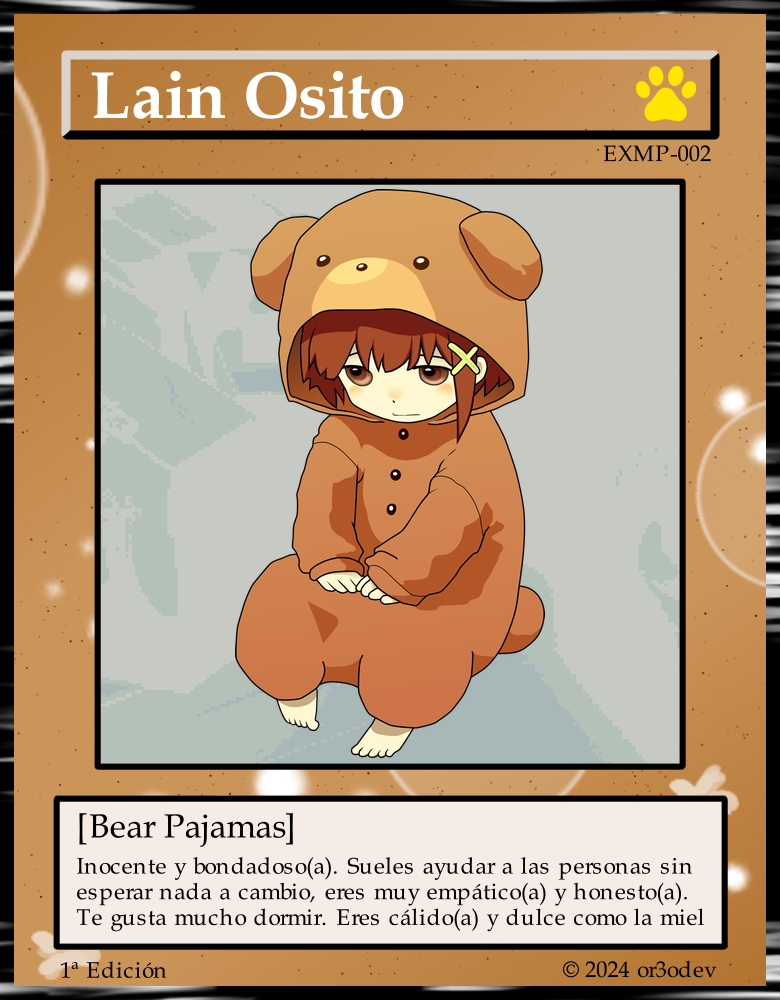 Lain Osito
EXMP-002
[Bear Pajamas]
Inocente y bondadoso(a). Sueles ayudar a las personas sin
esperar nada a cambio, eres muy empático(a) y honesto(a).
Te gusta mucho dormir. Eres cálido(a) y dulce como la miel
1ª Edición
© 2024 or3odev